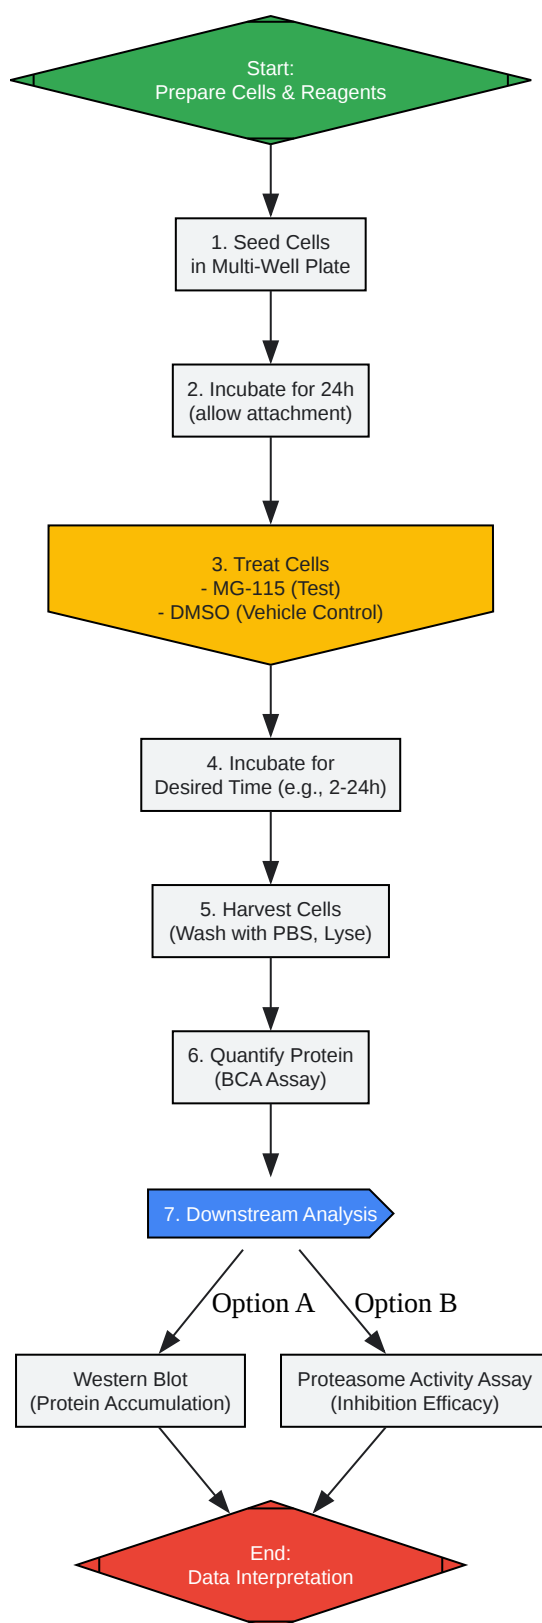 Start:
Prepare Cells & Reagents
1. Seed Cells
in Multi-Well Plate
2. Incubate for 24h
(allow attachment)
3. Treat Cells
- MG-115 (Test)
- DMSO (Vehicle Control)
4. Incubate for
Desired Time (e.g., 2-24h)
5. Harvest Cells
(Wash with PBS, Lyse)
6. Quantify Protein
(BCA Assay)
7. Downstream Analysis
Option A
Option B
Western Blot
(Protein Accumulation)
Proteasome Activity Assay
(Inhibition Efficacy)
End:
Data Interpretation